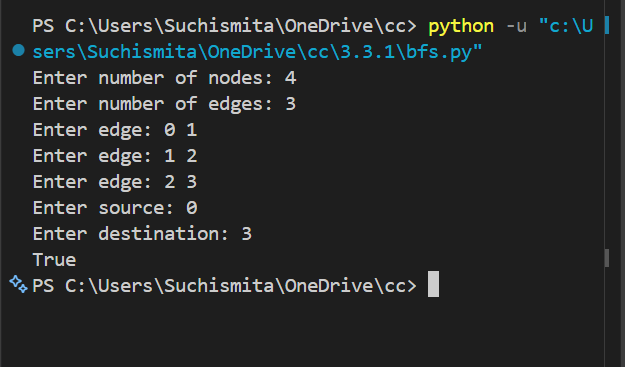 PS C:\Users\Suchismita\OneDrive\cc> python -u "c:\U
sers\Suchismita\OneDrive\cc\3.3.1\bfs.py"
Enter number of nodes: 4
Enter number of edges: 3
Enter edge: 0 1
Enter edge: 1 2
Enter edge: 2 3
Enter source: 0
Enter destination: 3
True
PS C:\Users\Suchismita\OneDrive\cc>